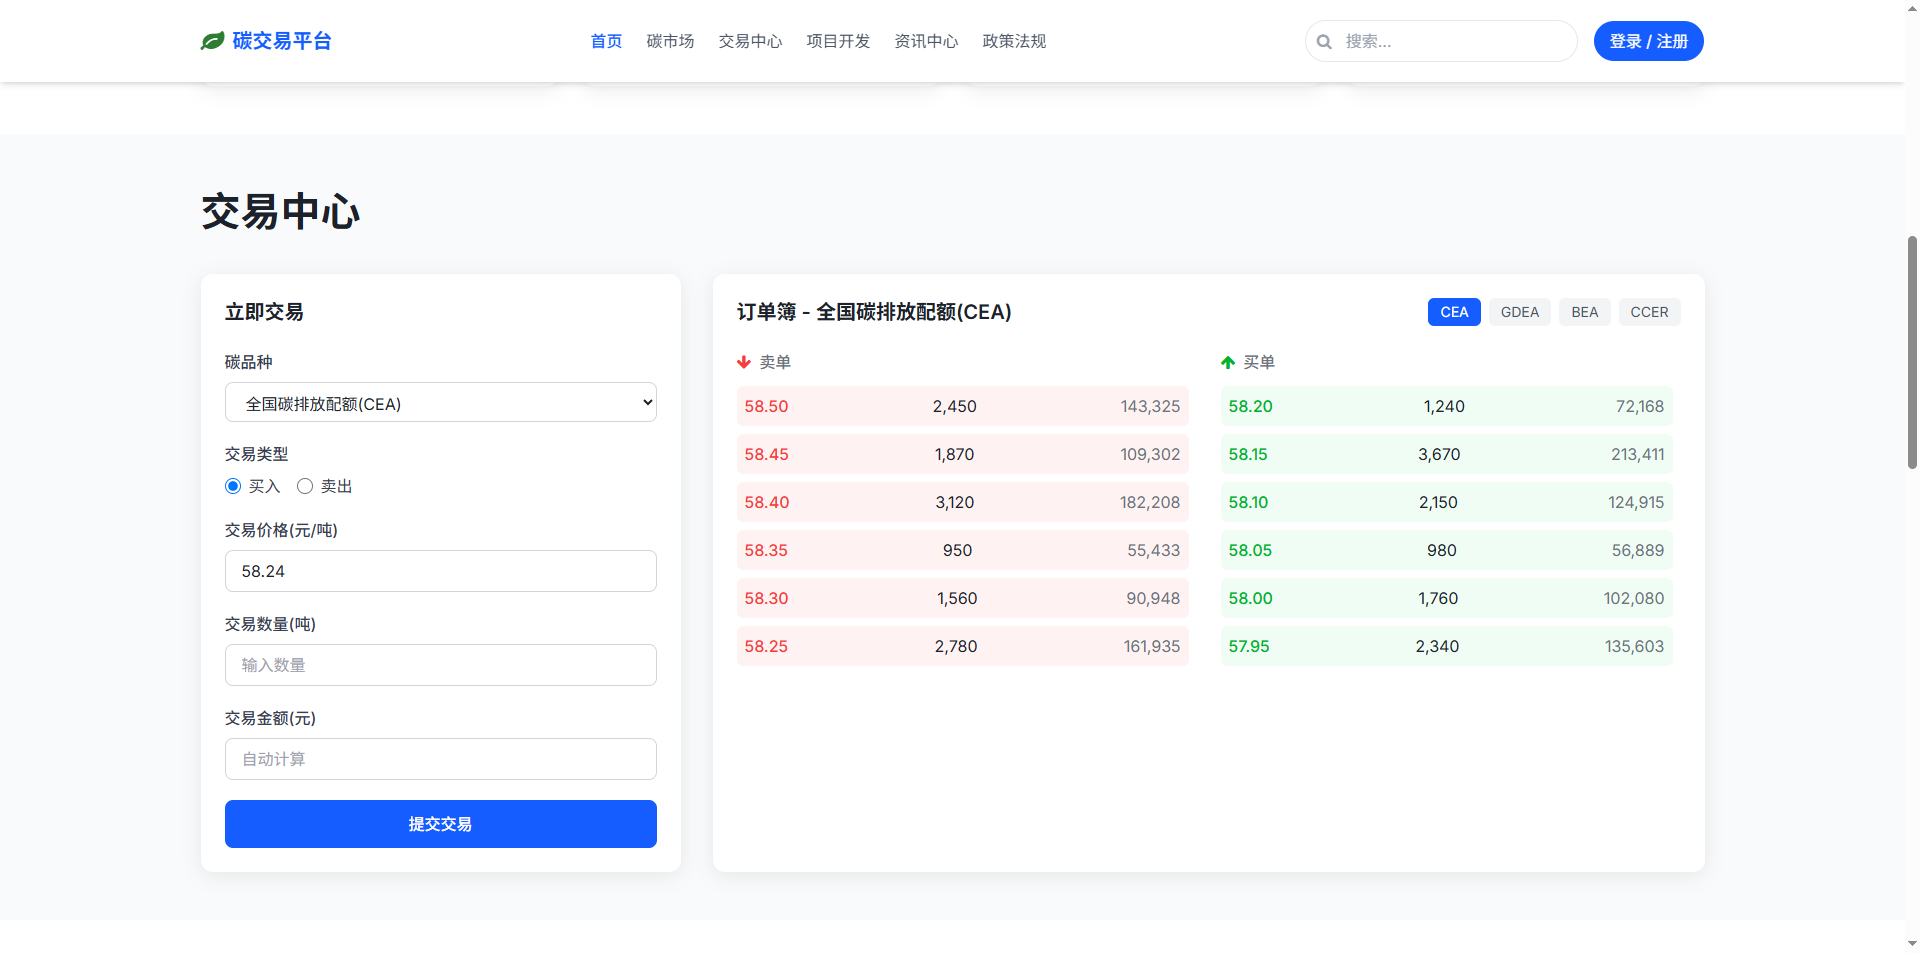 碳交易平台
首页 碳市场 交易中心 项目开发 资讯中心 政策法规
搜索...
登录 / 注册
交易中心
立即交易
碳品种
全国碳排放配额(CEA)
交易类型
买入 卖出
交易价格(元/吨)
58.24
交易数量(吨)
输入数量
交易金额(元)
自动计算
提交交易
订单簿 - 全国碳排放配额(CEA)
CEA GDEA BEA CCER
卖单
58.50 2,450 143,325
58.45 1,870 109,302
58.40 3,120 182,208
58.35 950 55,433
58.30 1,560 90,948
58.25 2,780 161,935
买单
58.20 1,240 72,168
58.15 3,670 213,411
58.10 2,150 124,915
58.05 980 56,889
58.00 1,760 102,080
57.95 2,340 135,603